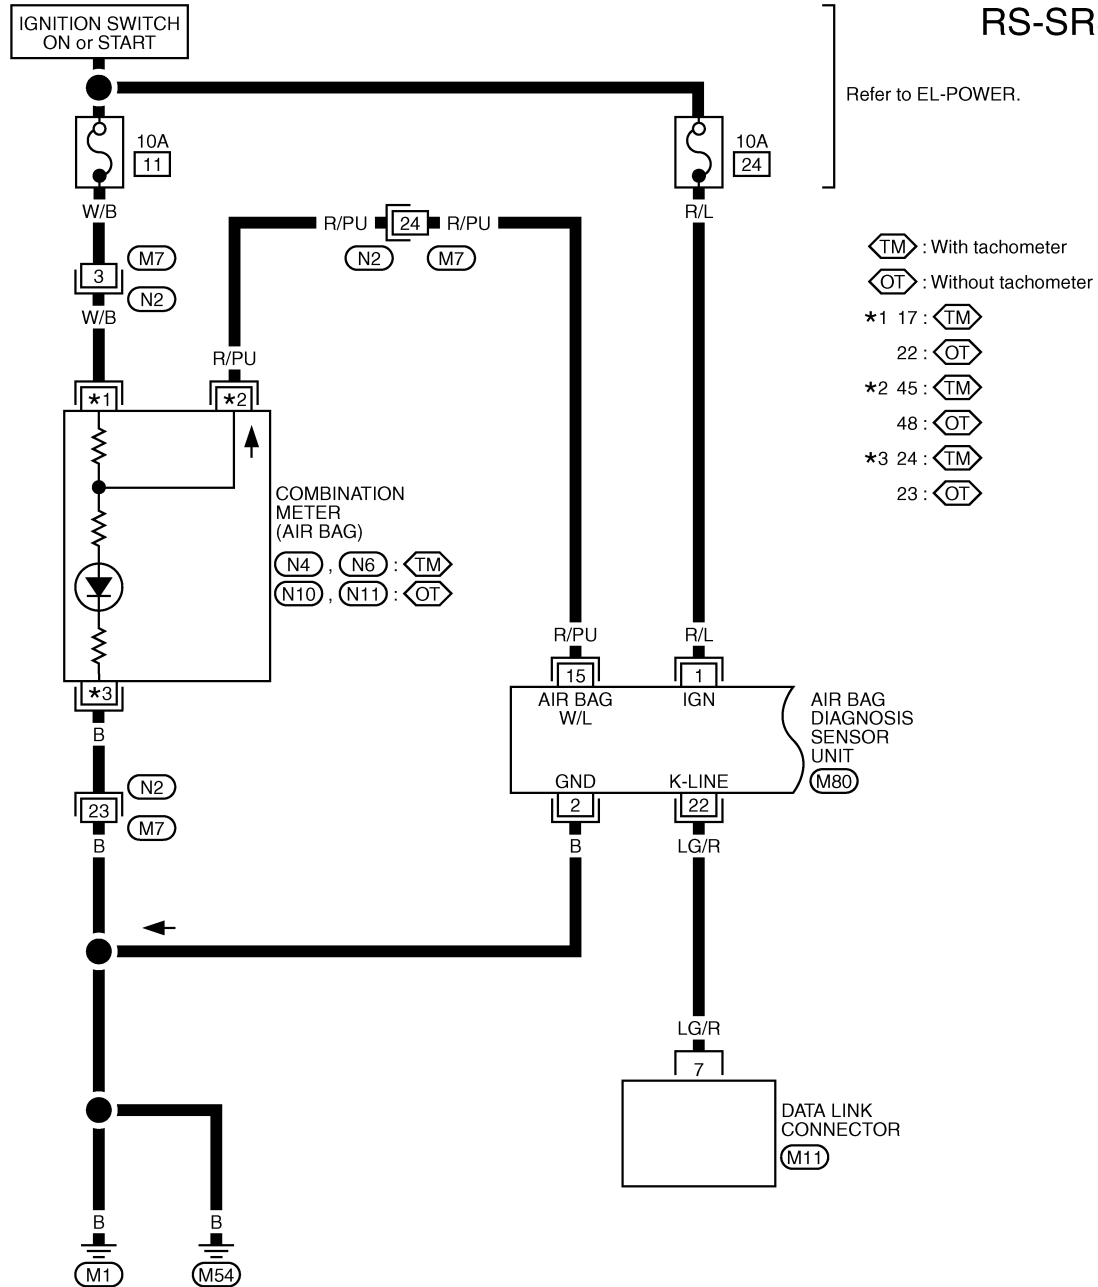 IGNITION SWITCH
ON or START
RS-SR
Refer to EL-POWER.
10A
11
10A
24
W/B
R/L
R/PU
24
R/PU
N2
M7
M7
3
N2
W/B
TM : With tachometer
OT : Without tachometer
*1 17 : TM
22 : OT
*2 45 : TM
48 : OT
*3 24 : TM
23 : OT
R/PU
*1
*2
COMBINATION
METER
(AIR BAG)
N4 , N6 : TM
N10 , N11 : OT
*3
B
N2
23
M7
B
R/PU
R/L
15
1
AIR BAG
W/L
IGN
AIR BAG
DIAGNOSIS
SENSOR
UNIT
M80
GND
K-LINE
2
22
B
LG/R
LG/R
7
DATA LINK
CONNECTOR
M11
B
B
M1
M54